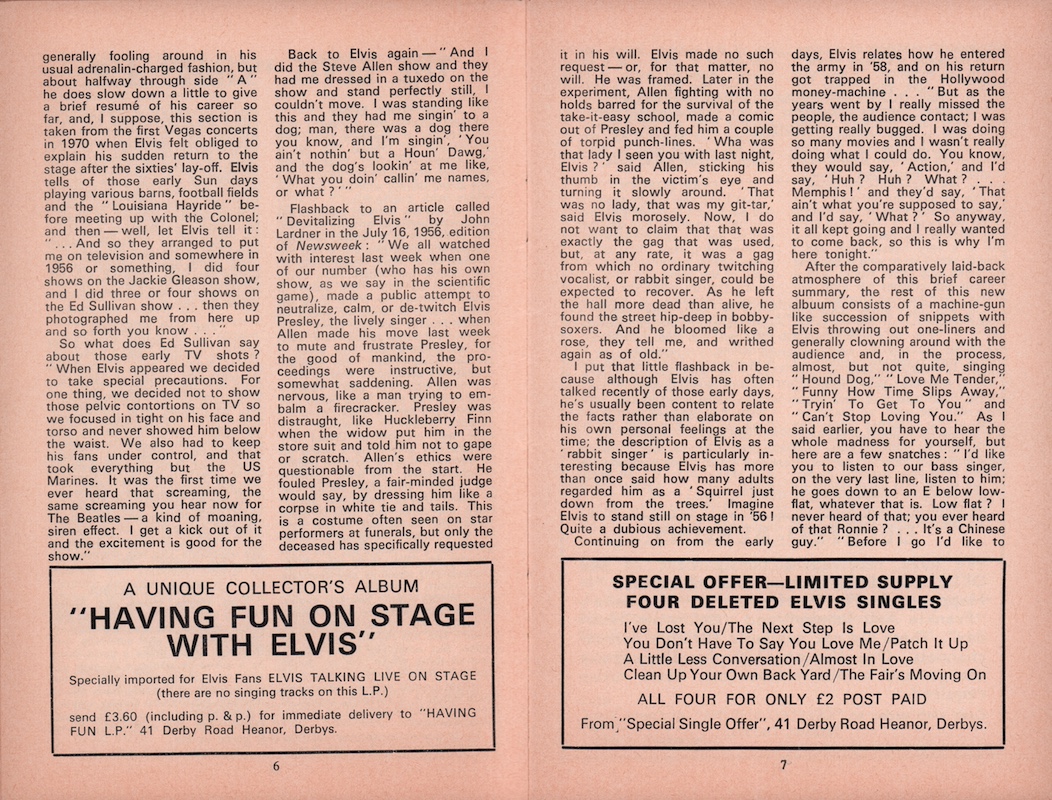 generally fooling around in his
usual adrenalin-charged fashion, but
about halfway through side "A"
he does slow down a little to give
a brief resumé of his career so
far, and, I suppose, this section is
taken from the first Vegas concerts
in 1970 when Elvis felt obliged to
explain his sudden return to the
stage after the sixties' lay-off. Elvis
tells of those early Sun days
playing various barns, football fields
and the "Louisiana Hayride" be-
fore meeting up with the Colonel;
and then — well, let Elvis tell it :
". . . And so they arranged to put
me on television and somewhere in
1956 or something, I did four
shows on the Jackie Gleason show,
and I did three or four shows on
the Ed Sullivan show . . . then they
photographed me from here up
and so forth you know . . ."
So what does Ed Sullivan say
about those early TV shots ?
"When Elvis appeared we decided
to take special precautions. For
one thing, we decided not to show
those pelvic contortions on TV so
we focused in tight on his face and
torso and never showed him below
the waist. We also had to keep
his fans under control, and that
took everything but the US
Marines. It was the first time we
ever heard that screaming, the
same screaming you hear now for
The Beatles — a kind of moaning,
siren effect. I get a kick out of it
and the excitement is good for the
show."
Back to Elvis again — "And I
did the Steve Allen show and they
had me dressed in a tuxedo on the
show and stand perfectly still, I
couldn't move. I was standing like
this and they had me singin' to a
dog; man, there was a dog there
you know, and I'm singin', 'You
ain't nothin' but a Houn' Dawg,'
and the dog's lookin' at me like,
'What you doin' callin' me names,
or what ? ' "
Flashback to an article called
"Devitalizing Elvis" by John
Lardner in the July 16, 1956, edition
of Newsweek : "We all watched
with interest last week when one
of our number (who has his own
show, as we say in the scientific
game), made a public attempt to
neutralize, calm, or de-twitch Elvis
Presley, the lively singer . . . when
Allen made his move last week
to mute and frustrate Presley, for
the good of mankind, the pro-
ceedings were instructive, but
somewhat saddening. Allen was
nervous, like a man trying to em-
balm a firecracker. Presley was
distraught, like Huckleberry Finn
when the widow put him in the
store suit and told him not to gape
or scratch. Allen's ethics were
questionable from the start. He
fouled Presley, a fair-minded judge
would say, by dressing him like a
corpse in white tie and tails. This
is a costume often seen on star
performers at funerals, but only the
deceased has specifically requested
A UNIQUE COLLECTOR'S ALBUM
"HAVING FUN ON STAGE
WITH ELVIS"
Specially imported for Elvis Fans ELVIS TALKING LIVE ON STAGE
(there are no singing tracks on this L.P.)
send £3.60 (including p. & p.) for immediate delivery to "HAVING
FUN L.P." 41 Derby Road Heanor, Derbys.
6
it in his will. Elvis made no such
request — or, for that matter, no
will. He was framed. Later in the
experiment, Allen fighting with no
holds barred for the survival of the
take-it-easy school, made a comic
out of Presley and fed him a couple
of torpid punch-lines. 'Wha was
that lady I seen you with last night,
Elvis ? ' said Allen, sticking his
thumb in the victim's eye and
turning it slowly around. 'That
was no lady, that was my git-tar,'
said Elvis morosely. Now, I do
not want to claim that that was
exactly the gag that was used,
but, at any rate, it was a gag
from which no ordinary twitching
vocalist, or rabbit singer, could be
expected to recover. As he left
the hall more dead than alive, he
found the street hip-deep in bobby-
soxers. And he bloomed like a
rose, they tell me, and writhed
again as of old."
I put that little flashback in be-
cause although Elvis has often
talked recently of those early days,
he's usually been content to relate
the facts rather than elaborate on
his own personal feelings at the
time; the description of Elvis as a
'rabbit singer' is particularly in-
teresting because Elvis has more
than once said how many adults
regarded him as a 'Squirrel just
down from the trees.' Imagine
Elvis to stand still on stage in '56 !
Quite a dubious achievement.
Continuing on from the early
days, Elvis relates how he entered
the army in '58, and on his return
got trapped in the Hollywood
money-machine . . . "But as the
years went by I really missed the
people, the audience contact; I was
getting really bugged. I was doing
so many movies and I wasn't really
doing what I could do. You know,
they would say, 'Action,' and I'd
say, 'Huh ? Huh ? What ? . . .
Memphis ! ' and they'd say, 'That
ain't what you're supposed to say,'
and I'd say, 'What ? ' So anyway,
it all kept going and I really wanted
to come back, so this is why I'm
here tonight."
After the comparatively laid-back
atmosphere of this brief career
summary, the rest of this new
albuum consists of a machine-gun
like succession of snippets with
Elvis throwing out one-liners and
generally clowning around with the
audience and, in the process,
almost, but not quite, singing
"Hound Dog," "Love Me Tender,"
"Funny How Time Slips Away,"
"Tryin' To Get To You" and
"Can't Stop Loving You." As I
said earlier, you have to hear the
whole madness for yourself, but
here are a few snatches : "I'd like
you to listen to our bass singer,
on the very last line, listen to him;
he goes down to an E below low-
flat, whatever that is. Low flat ? I
never heard of that; you ever heard
of that Ronnie ? . . . It's a Chinese
guy." "Before I go I'd like to
SPECIAL OFFER—LIMITED SUPPLY
FOUR DELETED ELVIS SINGLES
I've Lost You/The Next Step Is Love
You Don't Have To Say You Love Me/Patch It Up
A Little Less Conversation/Almost In Love
Clean Up Your Own Back Yard/The Fair's Moving On
ALL FOUR FOR ONLY £2 POST PAID
From "Special Single Offer", 41 Derby Road Heanor, Derbys.
7